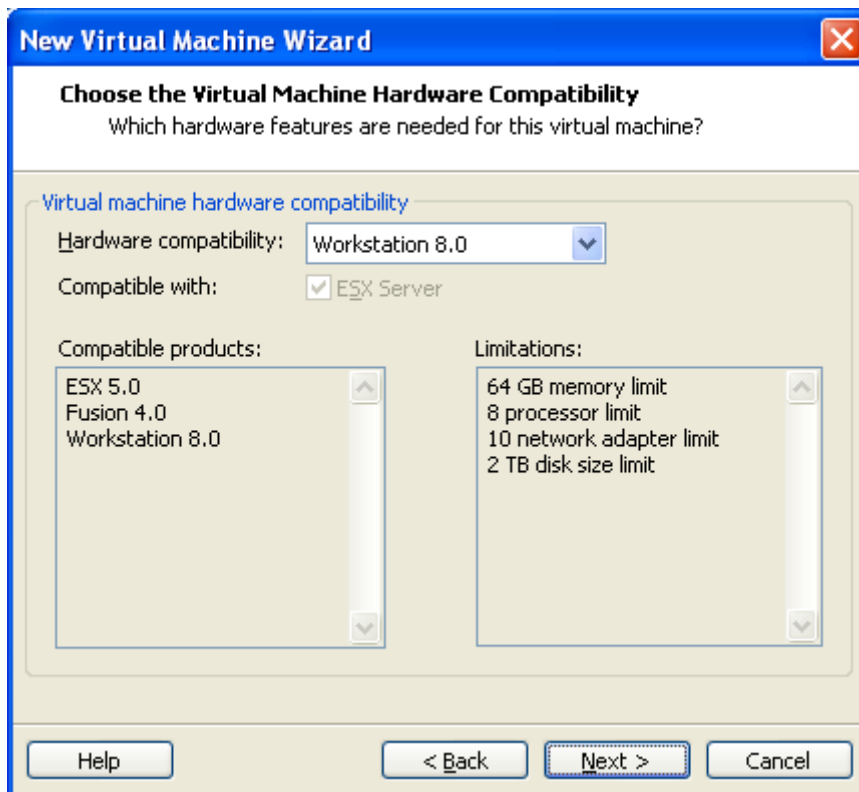 New Virtual Machine Wizard
Choose the Virtual Machine Hardware Compatibility
Which hardware features are needed for this virtual machine?
Virtual machine hardware compatibility
Hardware compatibility: Workstation 8.0
Compatible with: ESX Server
Compatible products:
ESX 5.0
Fusion 4.0
Workstation 8.0
Limitations:
64 GB memory limit
8 processor limit
10 network adapter limit
2 TB disk size limit
Help < Back Next > Cancel